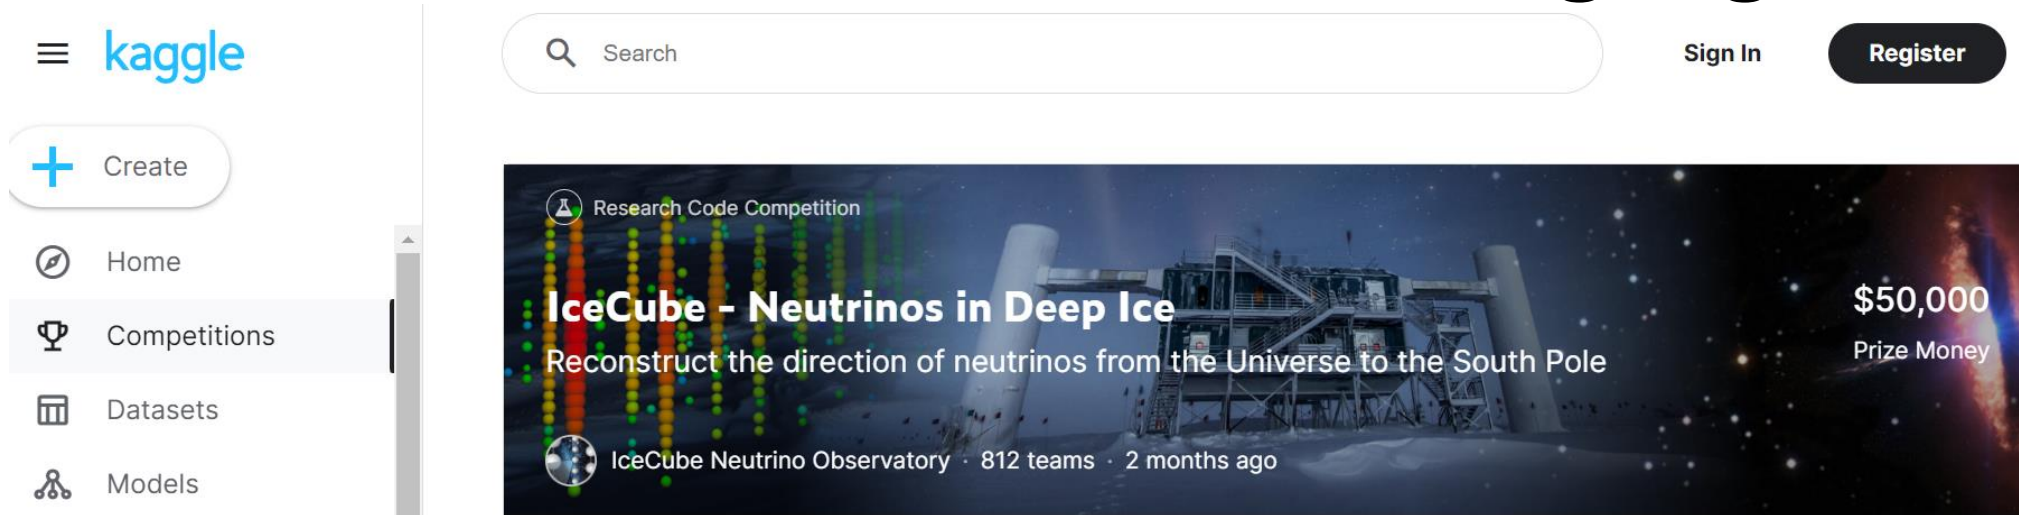 kaggle
Search
Sign In
Register
Create
Home
Competitions
Datasets
Models
Research Code Competition
IceCube - Neutrinos in Deep Ice
Reconstruct the direction of neutrinos from the Universe to the South Pole
$50,000
Prize Money
IceCube Neutrino Observatory · 812 teams · 2 months ago